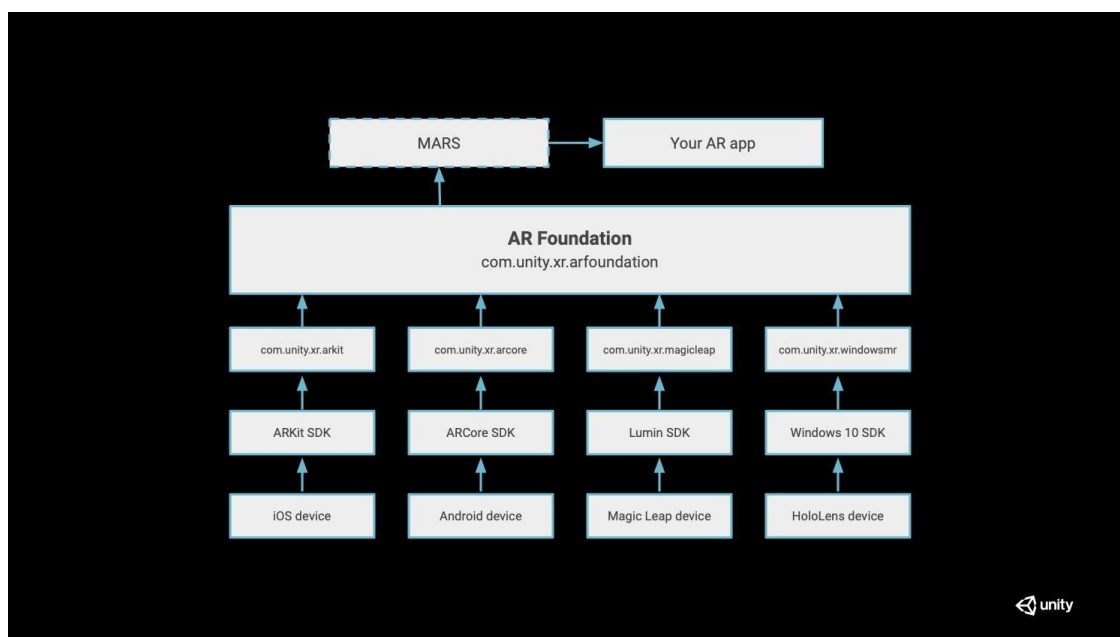 MARS
Your AR app
AR Foundation
com.unity.xr.arfoundation
com.unity.xr.arkit
com.unity.xr.arcore
com.unity.xr.magicleap
com.unity.xr.windowsmr
ARKit SDK
ARCore SDK
Lumin SDK
Windows 10 SDK
iOS device
Android device
Magic Leap device
HoloLens device
unity